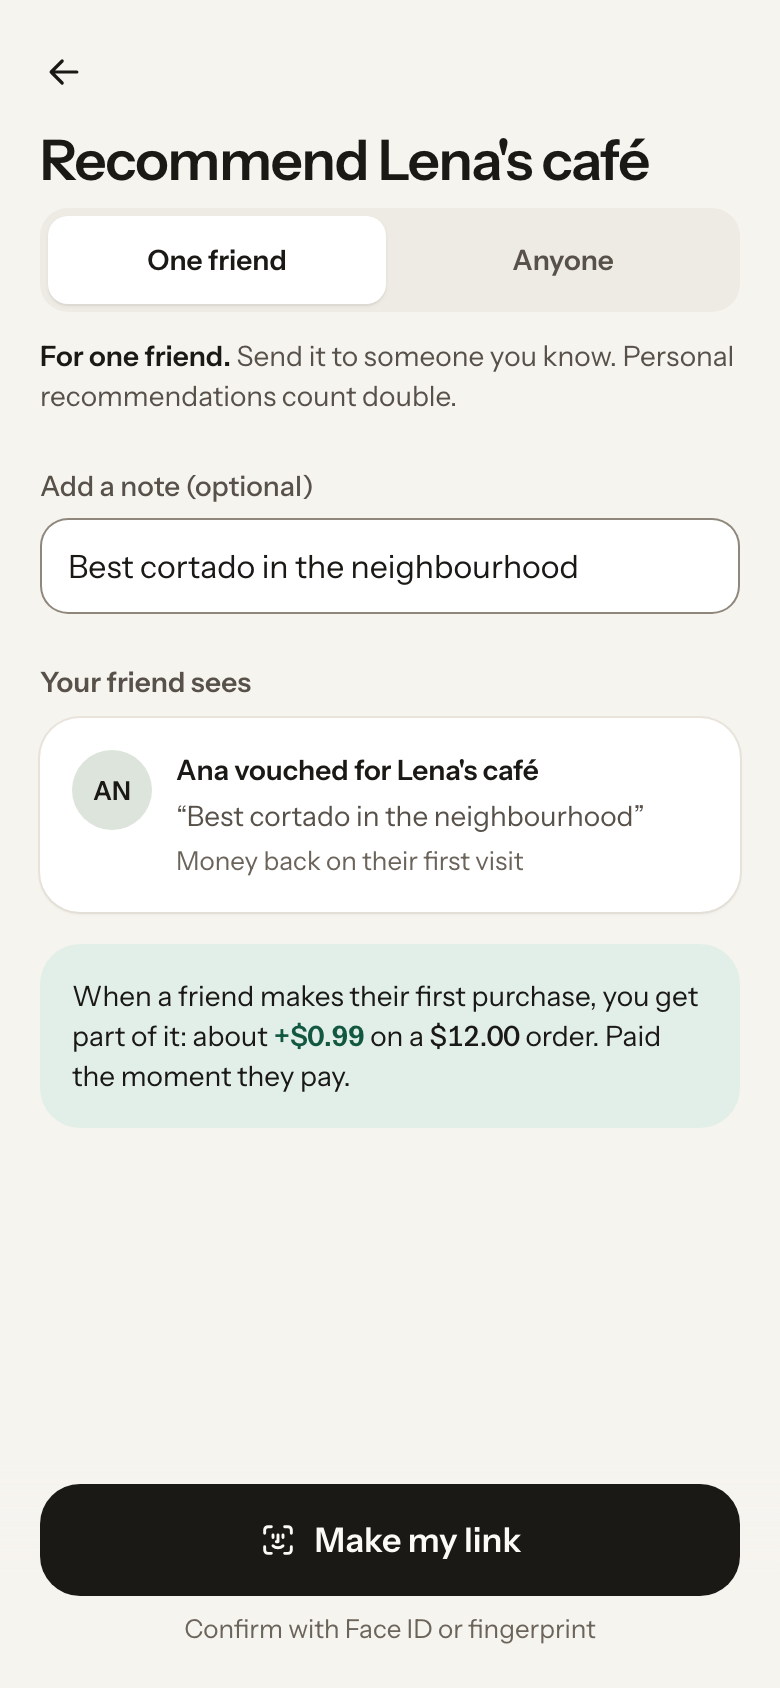 Recommend Lena's café
One friend
Anyone
For one friend. Send it to someone you know. Personal
recommendations count double.
Add a note (optional)
Best cortado in the neighbourhood
Your friend sees
AN
Ana vouched for Lena's café
“Best cortado in the neighbourhood”
Money back on their first visit
When a friend makes their first purchase, you get
part of it: about +$0.99 on a $12.00 order. Paid
the moment they pay.
Make my link
Confirm with Face ID or fingerprint